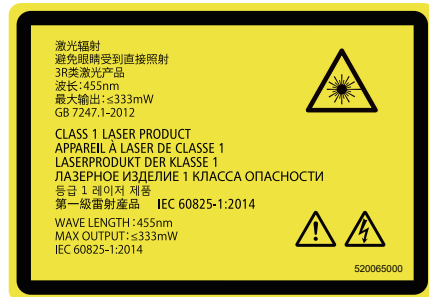 激光辐射
避免眼睛受到直接照射
3R类激光产品
波长:455nm
最大输出:≤333mW
GB 7247.1-2012
CLASS 1 LASER PRODUCT
APPAREIL À LASER DE CLASSE 1
LASERPRODUKT DER KLASSE 1
ЛАЗЕРНОЕ ИЗДЕЛИЕ 1 КЛАССА ОПАСНОСТИ
등급 1 레이저 제품
第一級雷射産品 IEC 60825-1:2014
WAVE LENGTH:455nm
MAX OUTPUT:≤333mW
IEC 60825-1:2014
520065000